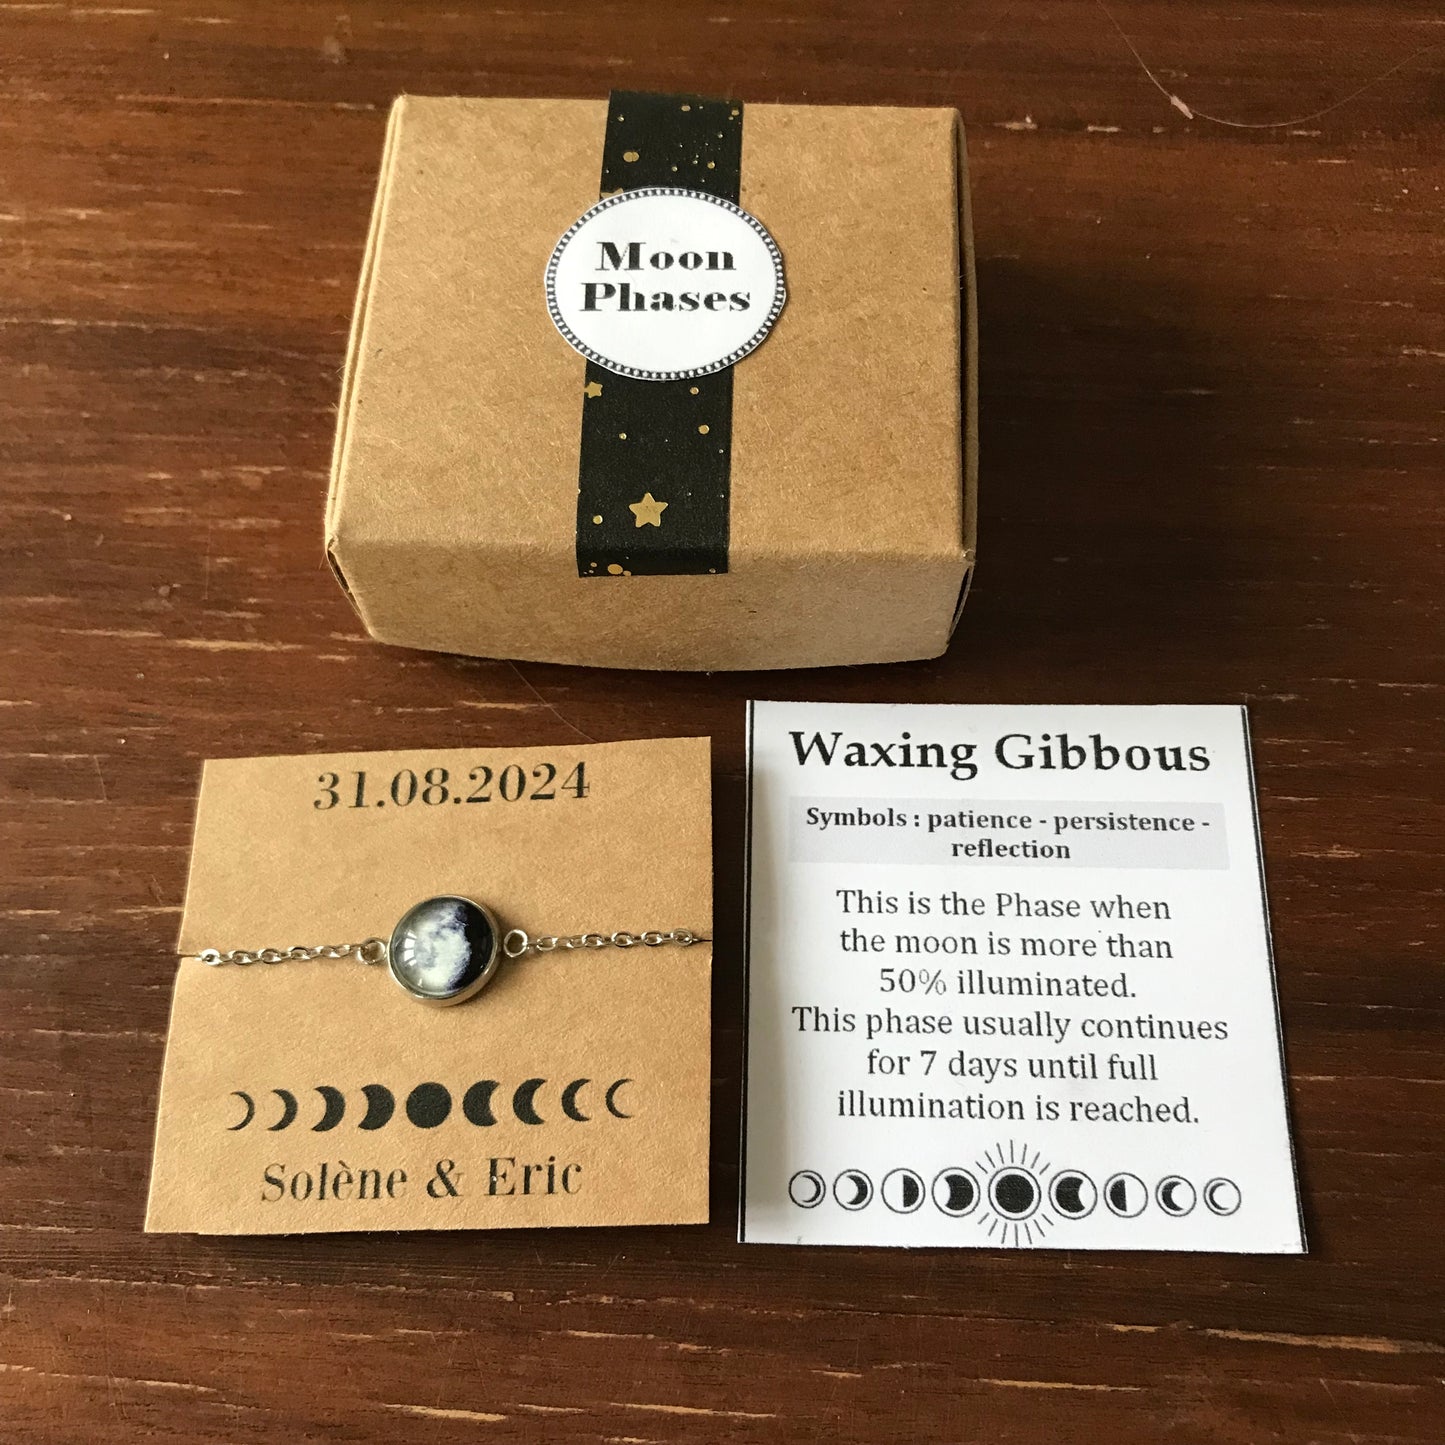 Moon
Phases
31.08.2024
Solène & Eric
Waxing Gibbous
Symbols : patience - persistence -
reflection
This is the Phase when
the moon is more than
50% illuminated.
This phase usually continues
for 7 days until full
illumination is reached.